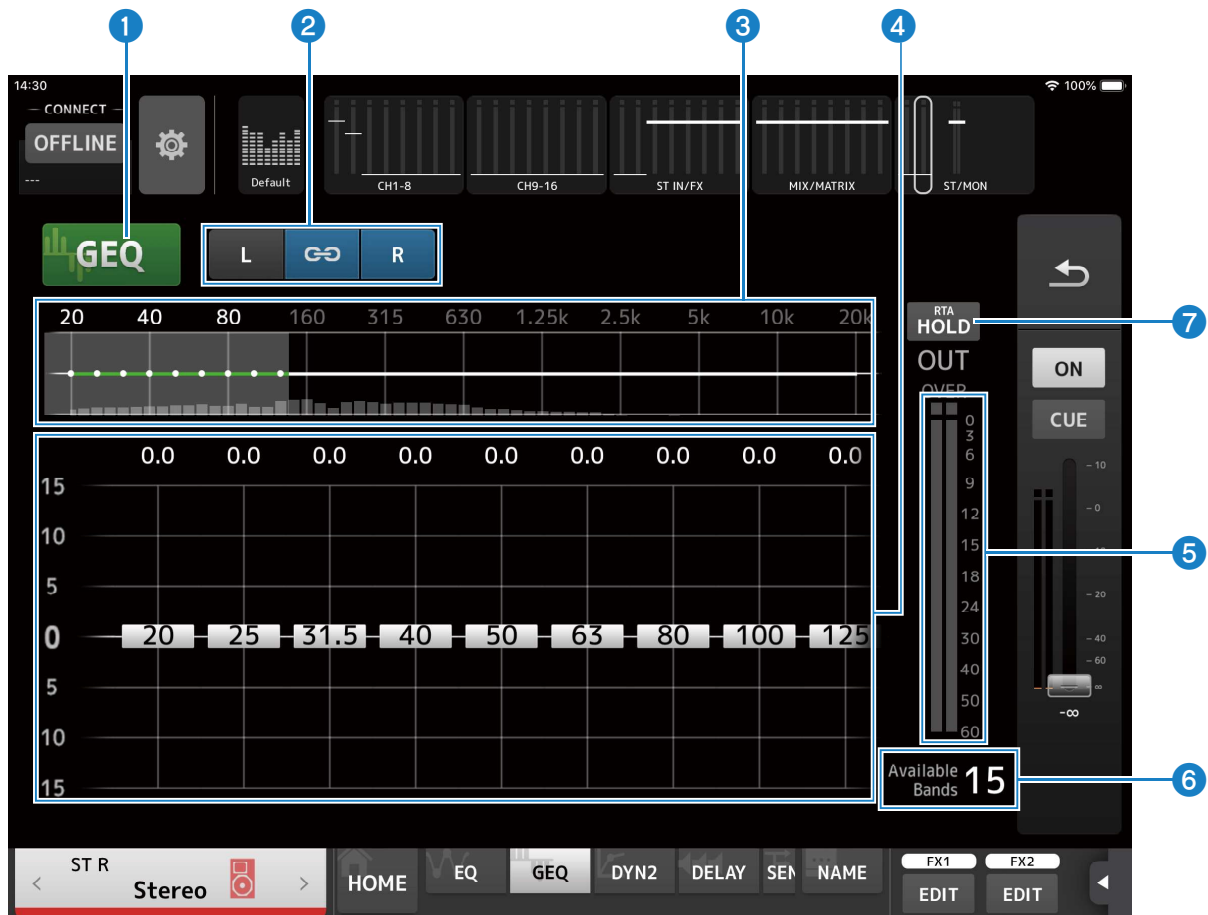 1 2 3 4
14:30 100%
CONNECT
OFFLINE
---
Default
CH1-8 CH9-16 ST IN/FX MIX/MATRIX ST/MON
GEQ L R
20 40 80 160 315 630 1.25k 2.5k 5k 10k 20k
RTA
HOLD
7
OUT
OVER
ON
CUE
0.0 0.0 0.0 0.0 0.0 0.0 0.0 0.0 0.0
15
10
5
0 20 25 31.5 40 50 63 80 100 125
5
10
15
0
3
6
9
12
15
18
24
30
40
50
60
5
- 10
- 0
- 20
- 40
- 60
∞
-∞
Available
Bands 15
6
ST R
< Stereo >
HOME EQ GEQ DYN2 DELAY SEN NAME
FX1 FX2
EDIT EDIT